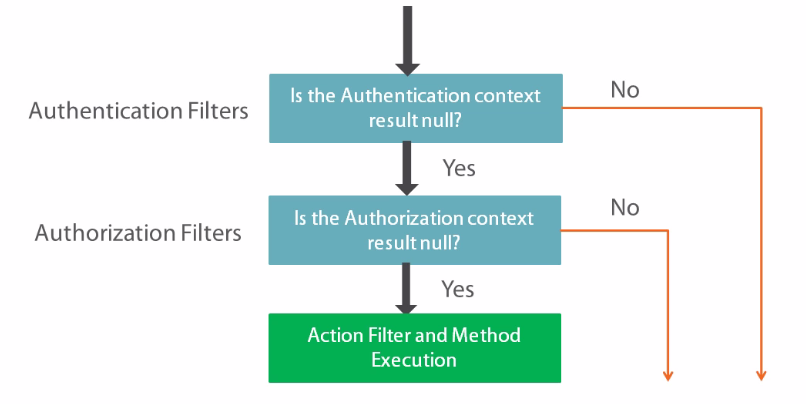 Is the Authentication context
result null?
No
Authentication Filters
Yes
Is the Authorization context
result null?
No
Authorization Filters
Yes
Action Filter and Method
Execution